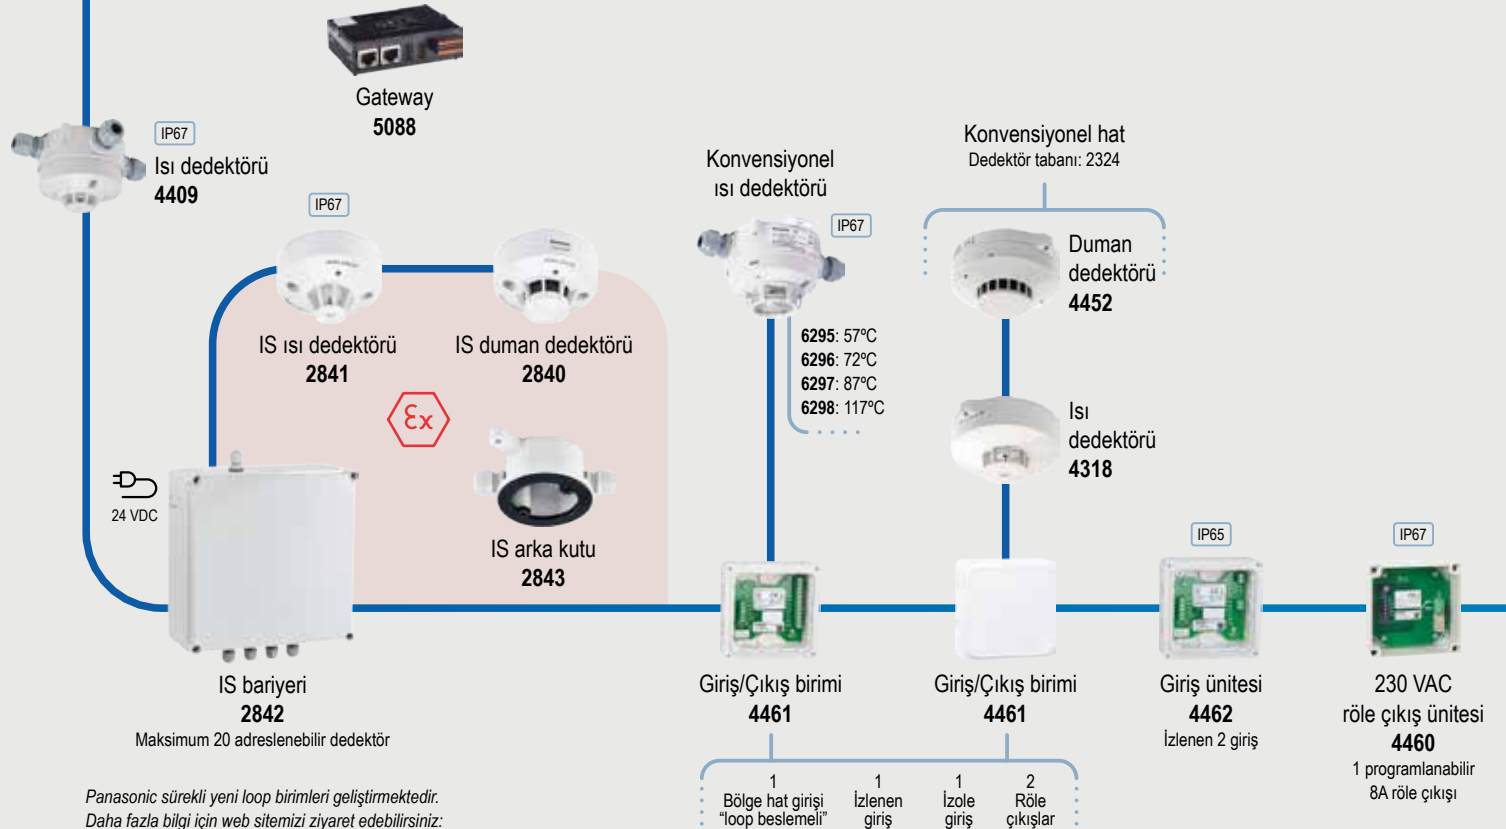 Gateway
5088
IP67
Isı dedektörü
4409
IP67
IS ısı dedektörü
2841
IS duman dedektörü
2840
Ex
IS arka kutu
2843
24 VDC
IS bariyeri
2842
Maksimum 20 adreslenebilir dedektör
Konvensiyonel
ısı dedektörü
IP67
6295: 57ºC
6296: 72ºC
6297: 87ºC
6298: 117ºC
Konvensiyonel hat
Dedektör tabanı: 2324
Duman
dedektörü
4452
Isı
dedektörü
4318
Giriş/Çıkış birimi
4461
Giriş/Çıkış birimi
4461
1
Bölge hat girişi
“loop beslemeli”
1
İzlenen
giriş
1
İzole
giriş
2
Röle
çıkışlar
IP65
Giriş ünitesi
4462
İzlenen 2 giriş
IP67
230 VAC
röle çıkış ünitesi
4460
1 programlanabilir
8A röle çıkışı
Panasonic sürekli yeni loop birimleri geliştirmektedir.
Daha fazla bilgi için web sitemizi ziyaret edebilirsiniz: